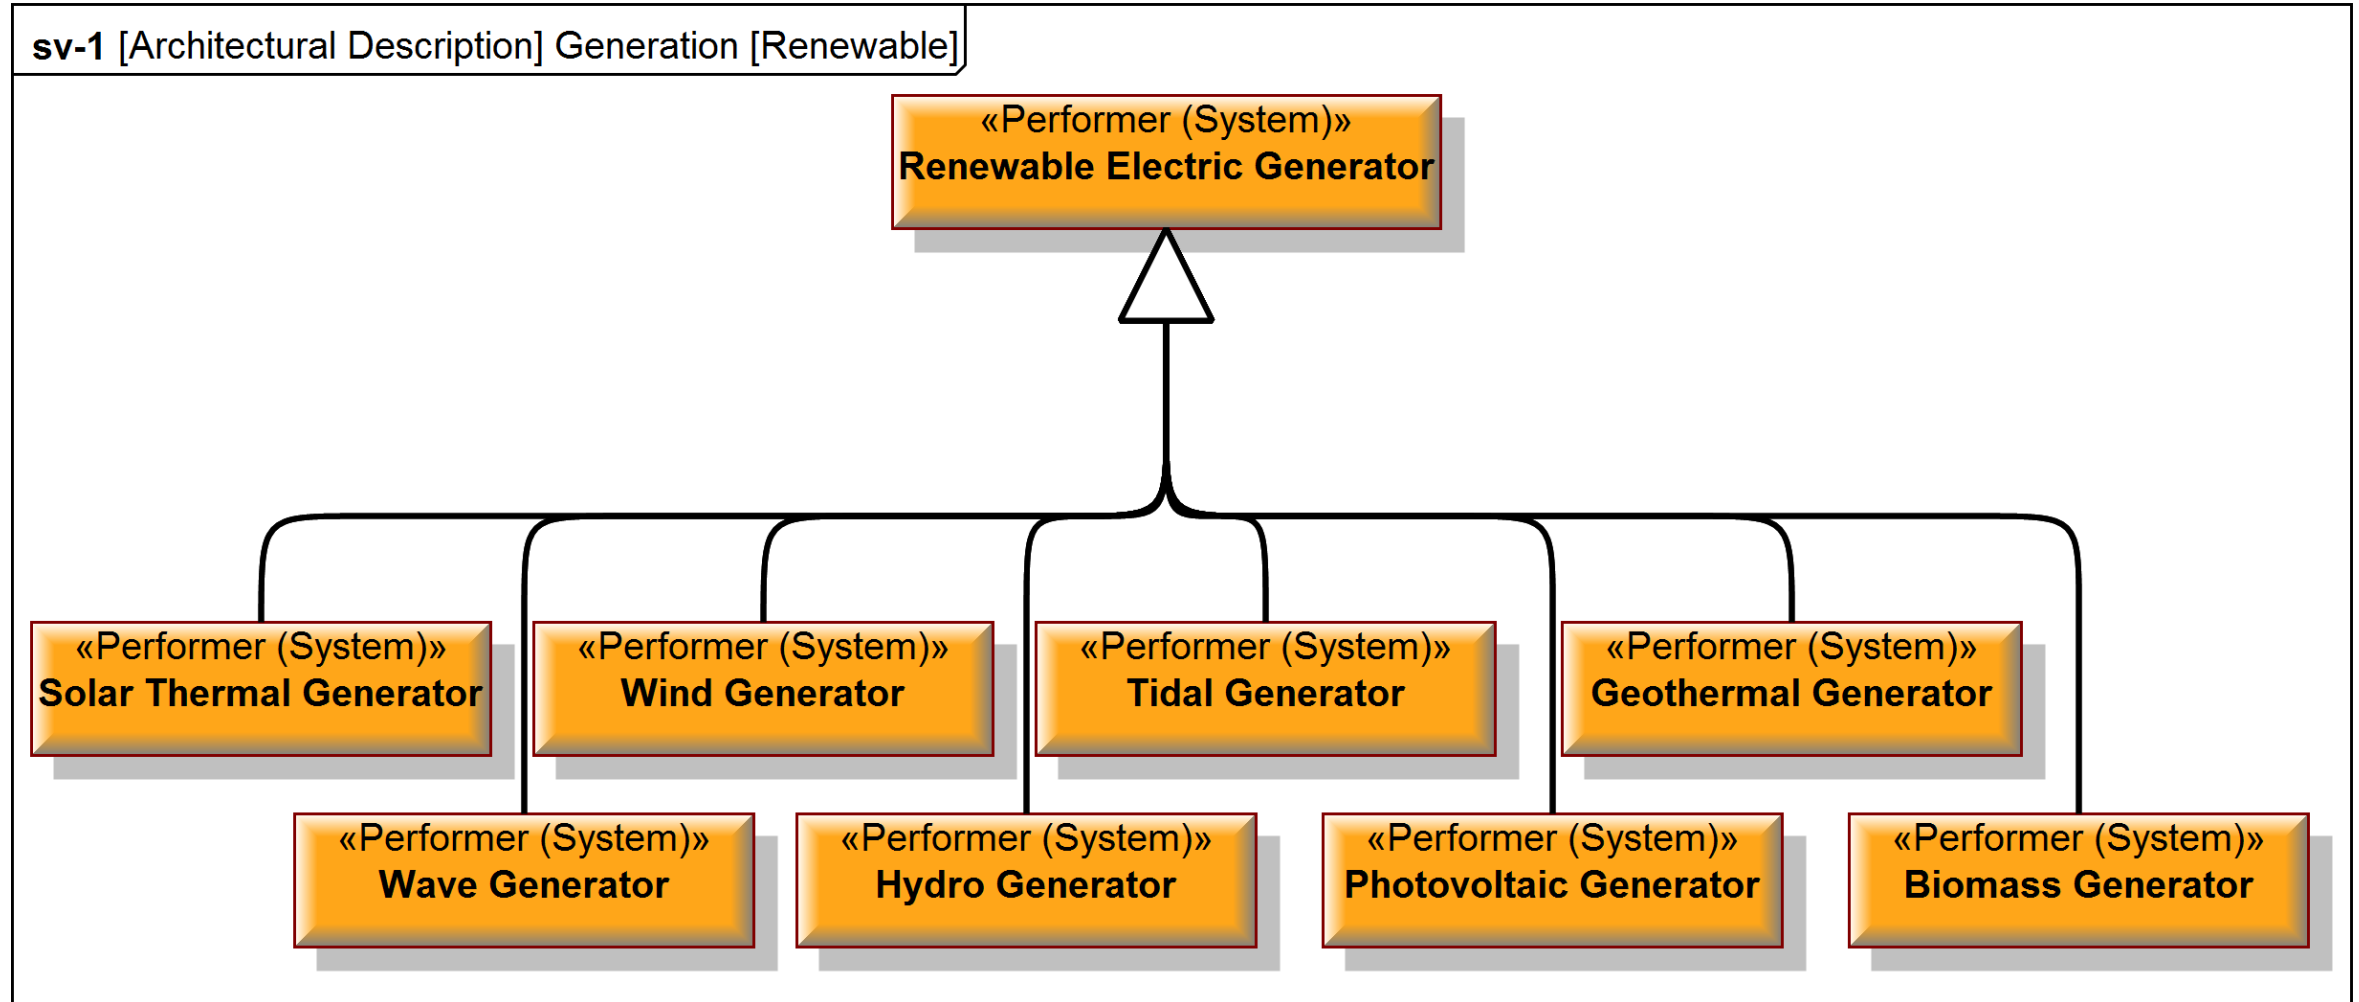 sv-1 [Architectural Description] Generation [Renewable]
«Performer (System)»
Renewable Electric Generator
«Performer (System)»
Solar Thermal Generator
«Performer (System)»
Wind Generator
«Performer (System)»
Tidal Generator
«Performer (System)»
Geothermal Generator
«Performer (System)»
Wave Generator
«Performer (System)»
Hydro Generator
«Performer (System)»
Photovoltaic Generator
«Performer (System)»
Biomass Generator